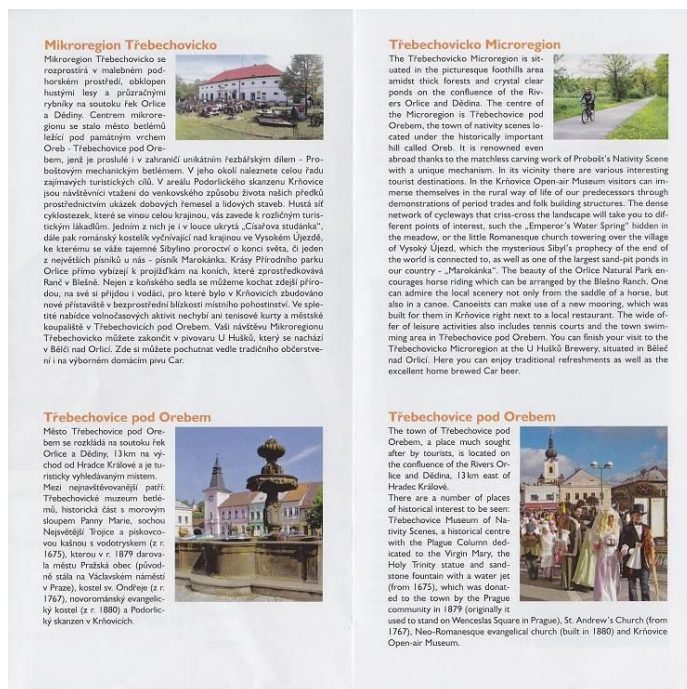 Mikroregion Třebechovicko
Mikroregion Třebechovicko se
rozprostírá v malebném pod-
horském prostředí, obklopen
hustými lesy a průzračnými
rybníky na soutoku řek Orlice
a Dědiny. Centrem mikrore-
gionu se stalo město betlémů
ležící pod památným vrchem
Oreb - Třebechovice pod Ore-
bem, jenž je proslulé i v zahraničí unikátním řezbářským dílem - Pro-
boštovým mechanickým betlémem. V jeho okolí naleznete celou řadu
zajímavých turistických cílů. V areálu Podorlického skanzenu Krňovice
jsou návštěvníci vtaženi do venkovského způsobu života našich předků
prostřednictvím ukázek dobových řemesel a lidových staveb. Hustá síť
cyklostezek, které se vinou celou krajinou, vás zavede k rozličným turis-
tickým lákadlům. Jedním z nich je i v louce ukrytá „Císařova studánka",
dále pak románský kostelík vyčnívající nad krajinou ve Vysokém Újezdě,
ke kterému se váže tajemné Sibylino proroctví o konci světa, či jeden
z největších písníků u nás - písník Marokánka. Krásy Přírodního parku
Orlice přímo vybízejí k projížďkám na koních, které zprostředkovává
Ranč v Blešně. Nejen z koňského sedla se můžeme kochat zdejší příro-
dou, na své si přijdou i vodáci, pro které bylo v Krňovicích zbudováno
nové přístaviště v bezprostřední blízkosti místního pohostinství. Ve sple-
tité nabídce volnočasových aktivit nechybí ani tenisové kurty a městské
koupaliště v Třebechovicích pod Orebem. Vaši návštěvu Mikroregionu
Třebechovicko můžete zakončit v pivovaru U Hušků, který se nachází
v Bělči nad Orlicí. Zde si můžete pochutnat vedle tradičního občerstve-
ní i na výborném domácím pivu Car.
Třebechovice pod Orebem
Město Třebechovice pod Ore-
bem se rozkládá na soutoku řek
Orlice a Dědiny, 13 km na vý-
chod od Hradce Králové a je tu-
risticky vyhledávaným místem.
Mezi nejnavštěvovanější patří:
Třebechovické muzeum betlé-
mů, historická část s morovým
sloupem Panny Marie, sochou
Nejsvětější Trojice a pískovco-
vou kašnou s vodotryskem (z r.
1675), kterou v r. 1879 darova-
la městu Pražská obec (původ-
ně stála na Václavském náměstí
v Praze), kostel sv. Ondřeje (z r.
1767), novorománský evangelic-
ký kostel (z r. 1880) a Podorlic-
ký skanzen v Krňovicích.
Třebechovicko Microregion
The Třebechovicko Microregion is sit-
uated in the picturesque foothills area
amidst thick forests and crystal clear
ponds on the confluence of the Riv-
ers Orlice and Dědina. The centre of
the Microregion is Třebechovice pod
Orebem, the town of nativity scenes lo-
cated under the historically important
hill called Oreb. It is renowned even
abroad thanks to the matchless carving work of Probošt's Nativity Scene
with a unique mechanism. In its vicinity there are various interesting
tourist destinations. In the Krňovice Open-air Museum visitors can im-
merse themselves in the rural way of life of our predecessors through
demonstrations of period trades and folk building structures. The dense
network of cycleways that criss-cross the landscape will take you to dif-
ferent points of interest, such the „Emperor's Water Spring" hidden in
the meadow, or the little Romanesque church towering over the village
of Vysoký Újezd, which the mysterious Sibyl's prophecy of the end of
the world is connected to, as well as one of the largest sand-pit ponds in
our country - „Marokánka". The beauty of the Orlice Natural Park en-
courages horse riding which can be arranged by the Blešno Ranch. One
can admire the local scenery not only from the saddle of a horse, but
also in a canoe. Canoeists can make use of a new mooring, which was
built for them in Krňovice right next to a local restaurant. The wide of-
fer of leisure activities also includes tennis courts and the town swim-
ming area in Třebechovice pod Orebem. You can finish your visit to the
Třebechovicko Microregion at the U Hušků Brewery, situated in Běleč
nad Orlicí. Here you can enjoy traditional refreshments as well as the
excellent home brewed Car beer.
Třebechovice pod Orebem
The town of Třebechovice pod
Orebem, a place much sought
after by tourists, is located on
the confluence of the Rivers Or-
lice and Dědina, 13 km east of
Hradec Králové.
There are a number of places
of historical interest to be seen:
Třebechovice Museum of Na-
tivity Scenes, a historical centre
with the Plague Column ded-
icated to the Virgin Mary, the
Holy Trinity statue and sand-
stone fountain with a water jet
(from 1675), which was donat-
ed to the town by the Prague
community in 1879 (originally it
used to stand on Wenceslas Square in Prague), St. Andrew's Church (from
1767), Neo-Romanesque evangelical church (built in 1880) and Krňovice
Open-air Museum.